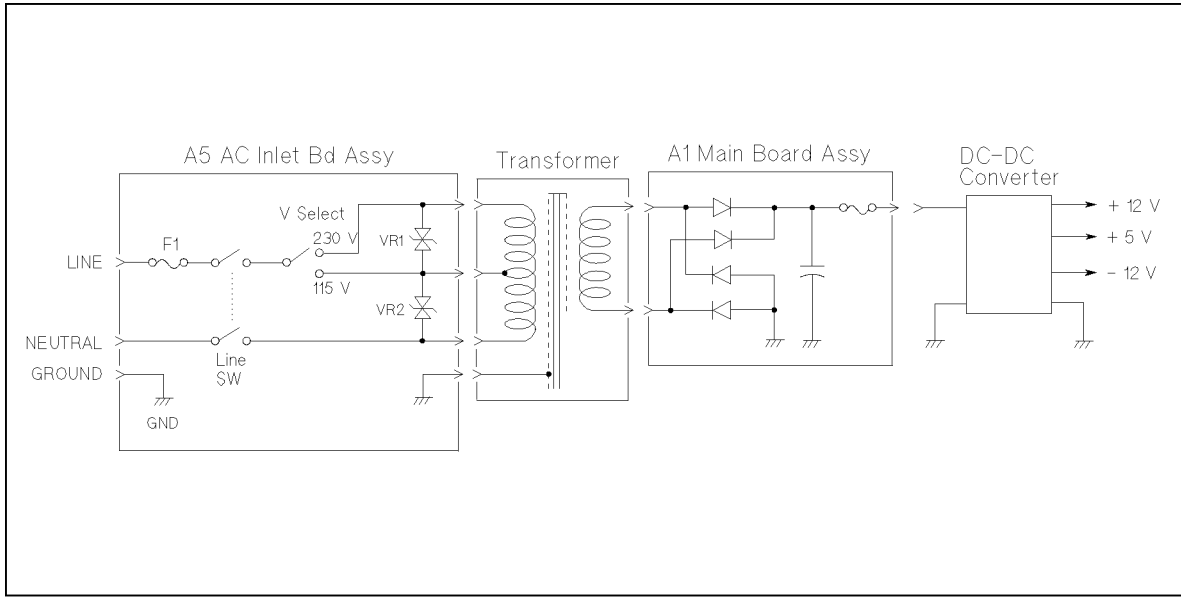 A5 AC Inlet Bd Assy
Transformer
A1 Main Board Assy
DC-DC
Converter
V Select
230 V
F1
VR1
LINE
115 V
VR2
+ 12 V
+ 5 V
- 12 V
NEUTRAL
GROUND
Line
SW
GND